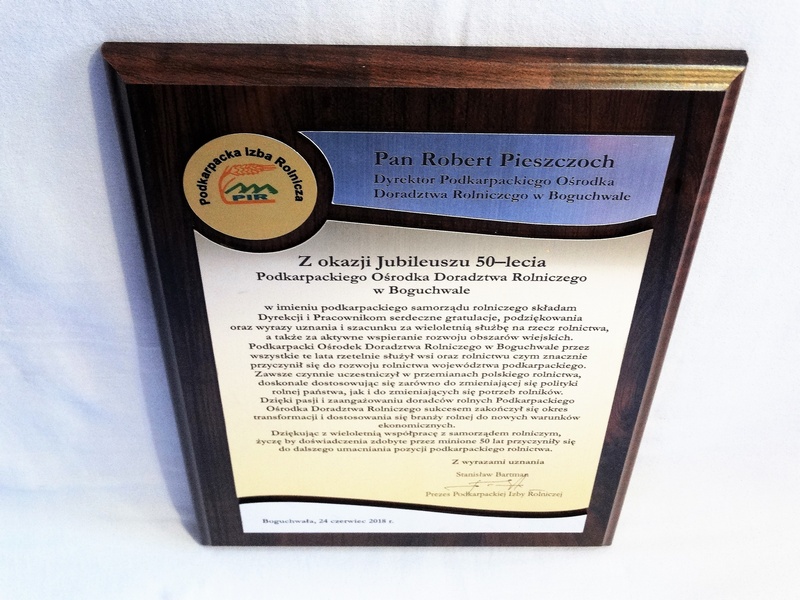 Podkarpacka Izba Rolnicza
PIR
Pan Robert Pieszczoch
Dyrektor Podkarpackiego Ośrodka
Doradztwa Rolniczego w Boguchwale
Z okazji Jubileuszu 50–lecia
Podkarpackiego Ośrodka Doradztwa Rolniczego
w Boguchwale
w imieniu podkarpackiego samorządu rolniczego składam
Dyrekcji i Pracownikom serdeczne gratulacje, podziękowania
oraz wyrazy uznania i szacunku za wieloletnią służbę na rzecz rolnictwa,
a także za aktywne wspieranie rozwoju obszarów wiejskich.
Podkarpacki Ośrodek Doradztwa Rolniczego w Boguchwale przez
wszystkie te lata rzetelnie służył wsi oraz rolnictwu czym znacznie
przyczynił się do rozwoju rolnictwa województwa podkarpackiego.
Zawsze czynnie uczestniczył w przemianach polskiego rolnictwa,
doskonale dostosowując się zarówno do zmieniającej się polityki
rolnej państwa, jak i do zmieniających się potrzeb rolników.
Dzięki pasji i zaangażowaniu doradców rolnych Podkarpackiego
Ośrodka Doradztwa Rolniczego sukcesem zakończył się okres
transformacji i dostosowania się branży rolnej do nowych warunków
ekonomicznych.
Dziękując z wieloletnią współpracę z samorządem rolniczym,
życzę by doświadczenia zdobyte przez minione 50 lat przyczyniły się
do dalszego umacniania pozycji podkarpackiego rolnictwa.
Z wyrazami uznania
Stanisław Bartman
Prezes Podkarpackiej Izby Rolniczej
Boguchwała, 24 czerwiec 2018 r.